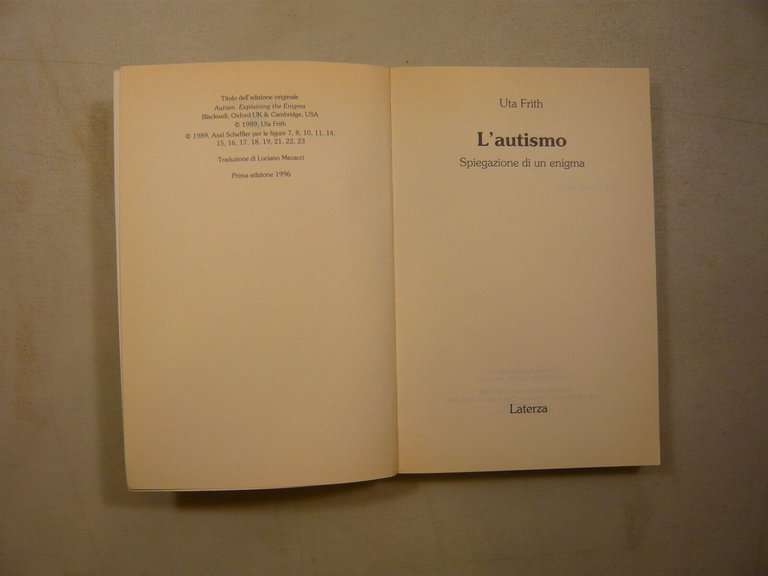 Titolo dell'edizione originale
Autism. Explaining the Enigma
Blackwell, Oxford UK & Cambridge, USA
© 1989, Uta Frith
© 1989, Axel Scheffler per le figure 7, 8, 10, 11, 14,
15, 16, 17, 18, 19, 21, 22, 23
Traduzione di Luciano Mecacci
Prima edizione 1996
Uta Frith
L'autismo
Spiegazione di un enigma
Laterza